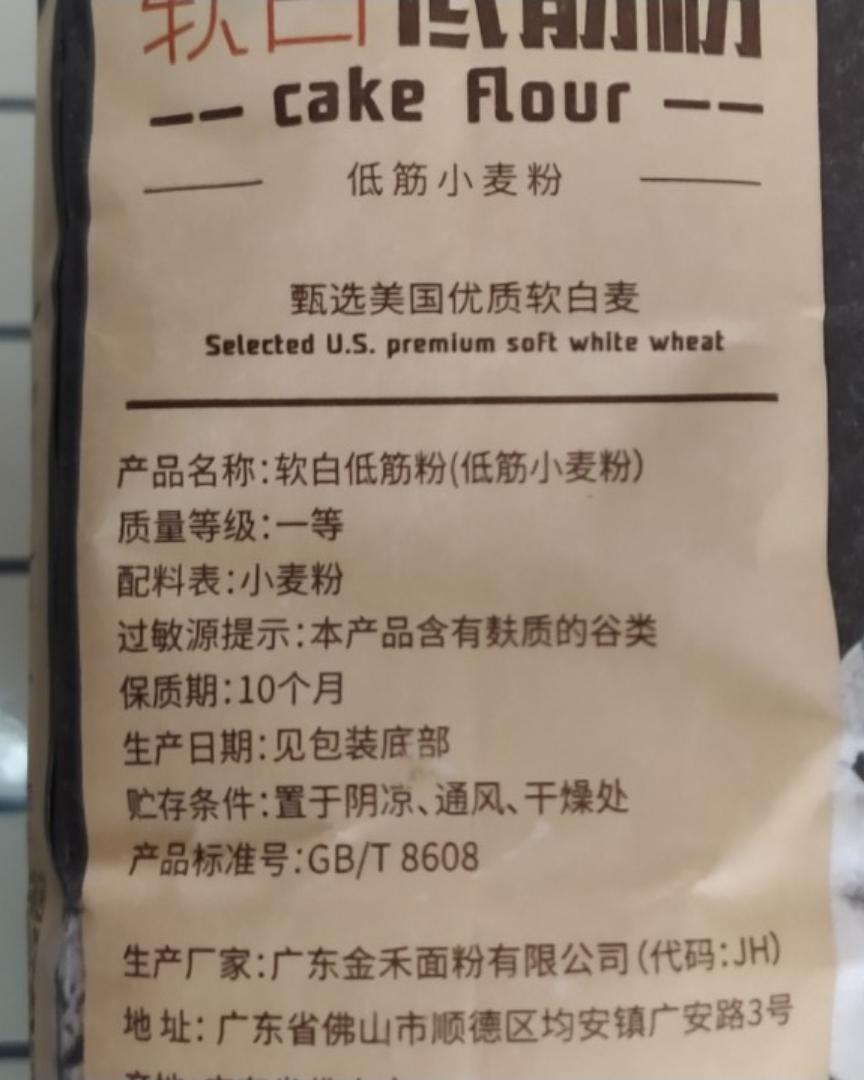 软白低筋粉
-- cake flour --
低筋小麦粉
甄选美国优质软白麦
Selected U.S. premium soft white wheat
产品名称:软白低筋粉(低筋小麦粉)
质量等级:一等
配料表:小麦粉
过敏源提示:本产品含有麸质的谷类
保质期:10个月
生产日期:见包装底部
贮存条件:置于阴凉、通风、干燥处
产品标准号:GB/T 8608
生产厂家:广东金禾面粉有限公司(代码:JH)
地址:广东省佛山市顺德区均安镇广安路3号